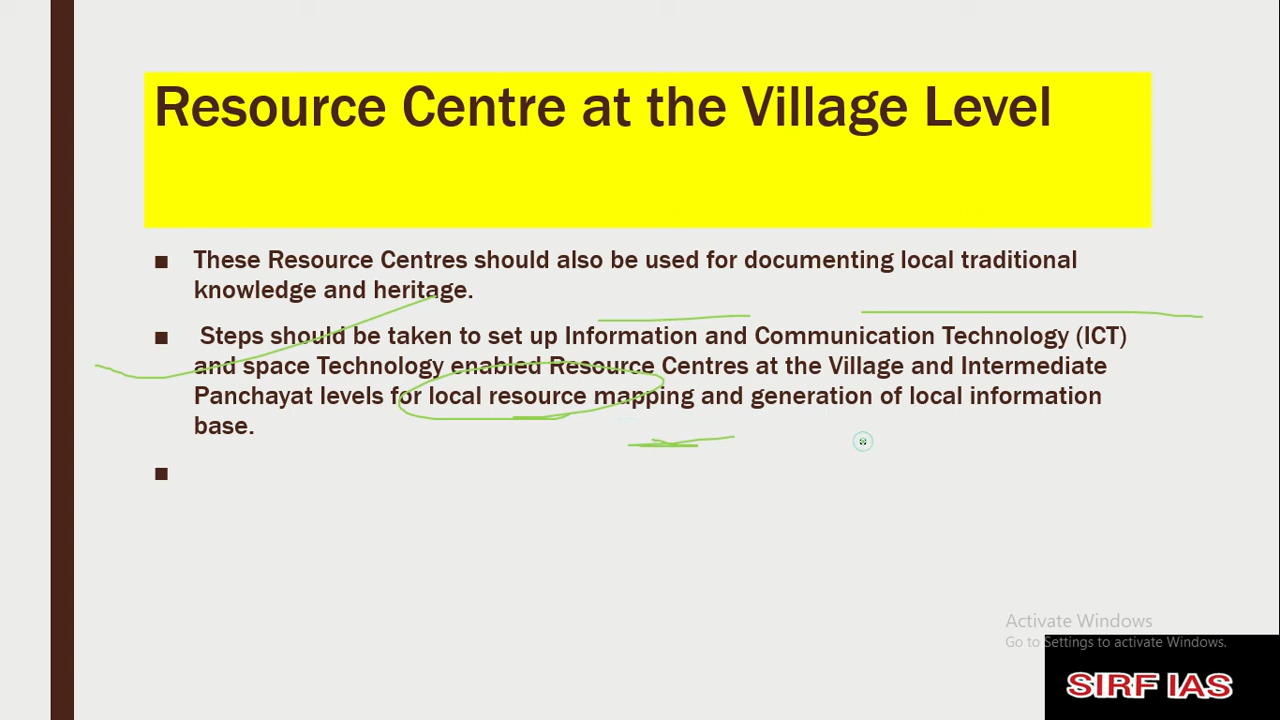 Resource Centre at the Village Level
These Resource Centres should also be used for documenting local traditional
knowledge and heritage.
Steps should be taken to set up Information and Communication Technology (ICT)
and space Technology enabled Resource Centres at the Village and Intermediate
Panchayat levels for local resource mapping and generation of local information
base.
Activate Windows
Go to Settings to activate Windows.
SIRF IAS